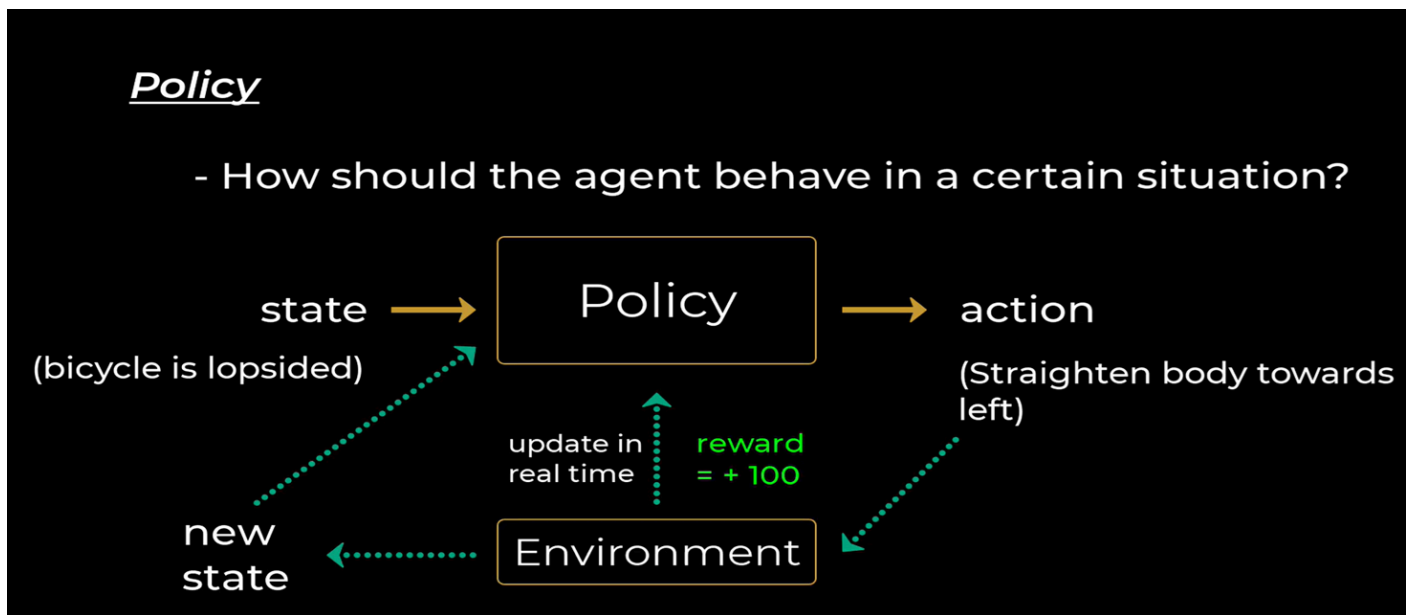 Policy
- How should the agent behave in a certain situation?
Policy
state
action
(bicycle is lopsided)
(Straighten body towards
left)
update in
real time
reward
= + 100
new
state
Environment